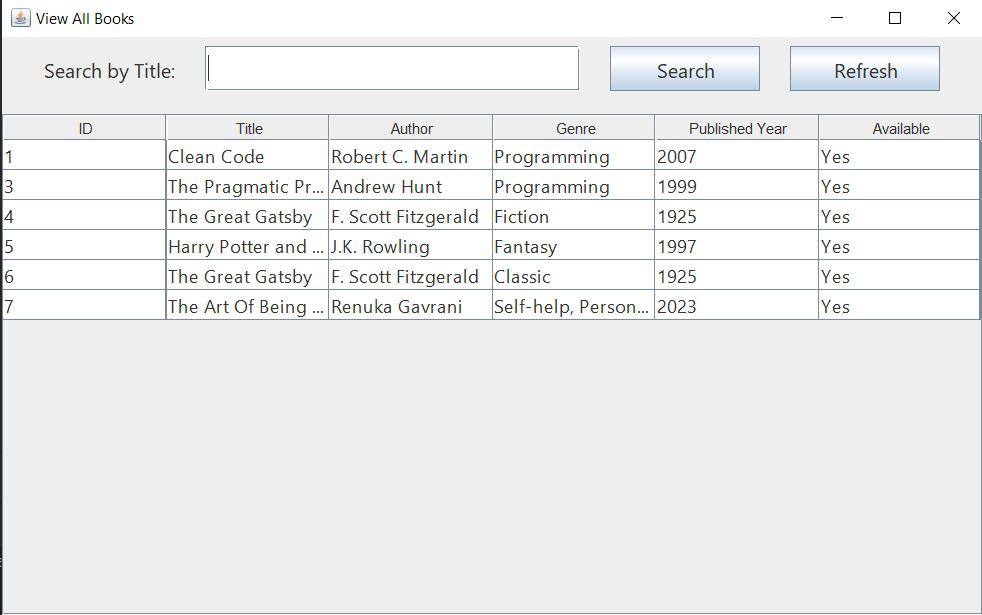 View All Books
Search by Title: Search Refresh
ID Title Author Genre Published Year Available
1 Clean Code Robert C. Martin Programming 2007 Yes
3 The Pragmatic Pr... Andrew Hunt Programming 1999 Yes
4 The Great Gatsby F. Scott Fitzgerald Fiction 1925 Yes
5 Harry Potter and ... J.K. Rowling Fantasy 1997 Yes
6 The Great Gatsby F. Scott Fitzgerald Classic 1925 Yes
7 The Art Of Being ... Renuka Gavrani Self-help, Person... 2023 Yes